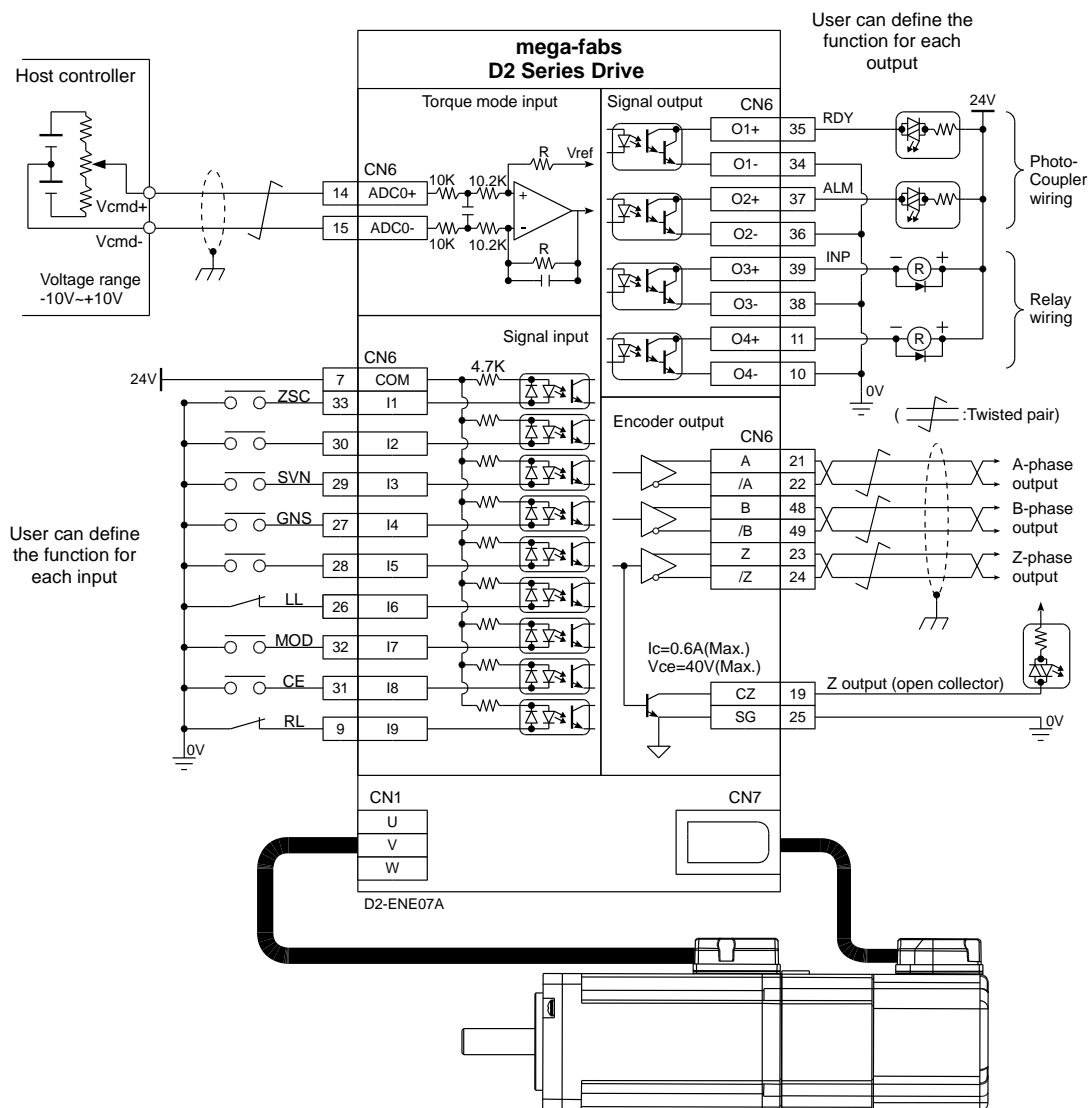 mega-fabs
D2 Series Drive
User can define the
function for each
output
Host controller
Vcmd+
Vcmd-
Voltage range
-10V~+10V
Torque mode input
CN6
14 ADC0+ 10K 10.2K
15 ADC0- 10K 10.2K
R
Vref
+
-
R
Signal output
CN6
O1+ 35 RDY
O1- 34
O2+ 37 ALM
O2- 36
O3+ 39 INP
O3- 38
O4+ 11
O4- 10
24V
Photo-
Coupler
wiring
- R +
- R +
Relay
wiring
0V
Signal input
CN6
4.7K
24V 7 COM
ZSC 33 I1
30 I2
SVN 29 I3
GNS 27 I4
28 I5
LL 26 I6
MOD 32 I7
CE 31 I8
RL 9 I9
0V
User can define
the function for
each input
Encoder output
CN6
( :Twisted pair)
A 21
/A 22
B 48
/B 49
Z 23
/Z 24
A-phase
output
B-phase
output
Z-phase
output
Ic=0.6A(Max.)
Vce=40V(Max.)
CZ 19 Z output (open collector)
SG 25
0V
CN1
U
V
W
CN7
D2-ENE07A